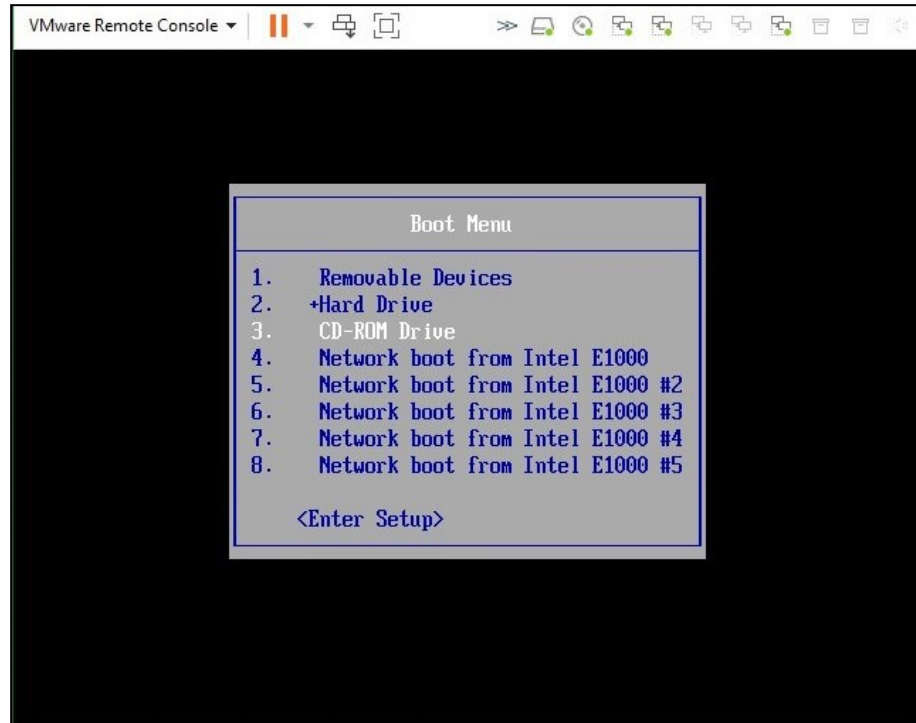 VMware Remote Console
Boot Menu
1. Removable Devices
2. +Hard Drive
3. CD-ROM Drive
4. Network boot from Intel E1000
5. Network boot from Intel E1000 #2
6. Network boot from Intel E1000 #3
7. Network boot from Intel E1000 #4
8. Network boot from Intel E1000 #5
<Enter Setup>